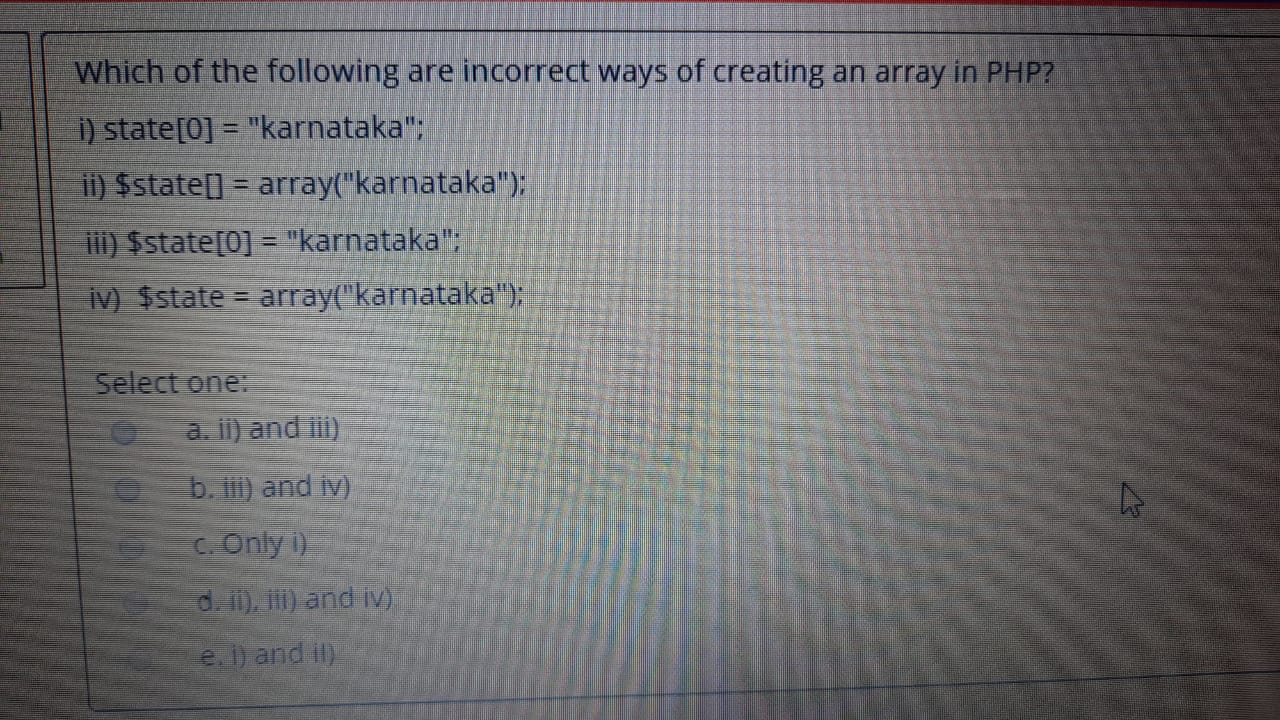 Which of the following are incorrect ways of creating an array in PHP?
i) state[0] = "karnataka";
ii) $state[] = array("karnataka");
iii) $state[0] = "karnataka";
iv) $state = array("karnataka");
Select one:
a. ii) and iii)
b. iii) and iv)
c. Only i)
d. ii), iii) and iv)
e. i) and ii)